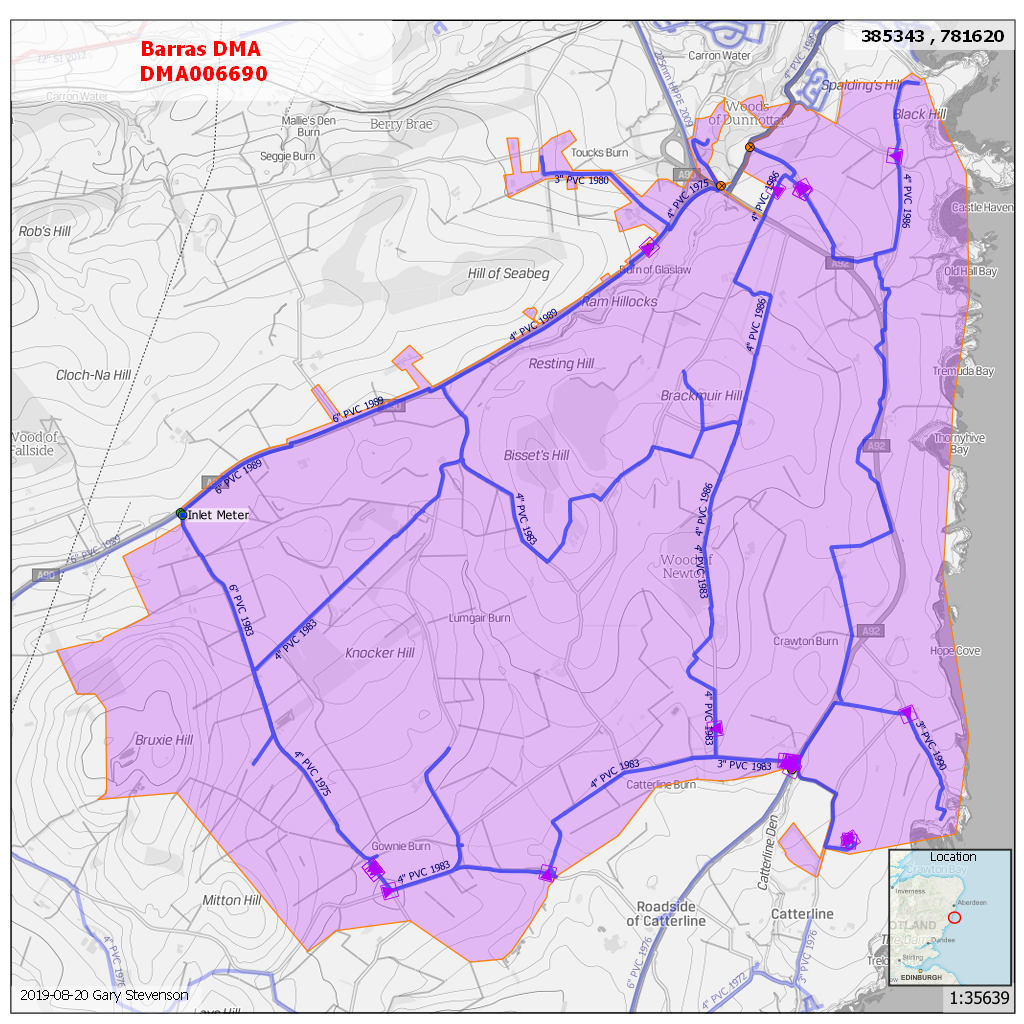 Barras DMA
DMA006690
385343 , 781620
Carron Water
Carron Water
Mallie's Den
Burn
Berry Brae
Seggie Burn
Toucks Burn
Woods
of Dunnottar
Spalding's Hill
Black Hill
4" PVC 1986
Castle Haven
3" PVC 1980
4" PVC 1975
4" PVC 1986
Rob's Hill
Hill of Seabeg
Burn of Glaslaw
A92
Old Hall Bay
Ram Hillocks
4" PVC 1989
4" PVC 1986
Resting Hill
Cloch-Na Hill
Brackmuir Hill
Tremuda Bay
6" PVC 1989
Wood of
Fallside
Bisset's Hill
A92
Thornyhive
Bay
6" PVC 1989
Inlet Meter
4" PVC 1983
4" PVC 1986
A90
Wood of
Newton
4" PVC 1983
6" PVC 1983
Lumgair Burn
4" PVC 1983
Knocker Hill
Crawton Burn
A92
Hope Cove
Bruxie Hill
4" PVC 1983
3" PVC 1990
4" PVC 1975
4" PVC 1983
3" PVC 1983
Catterline Burn
Gownie Burn
4" PVC 1983
Catterline Den
Mitton Hill
Roadside
of Catterline
Catterline
4" PVC 1976
6" PVC 1976
3" PVC 1976
4" PVC 1972
Location
Crawton Bay
Inverness
Aberdeen
Dundee
Stirling
EDINBURGH
2019-08-20 Gary Stevenson
1:35639